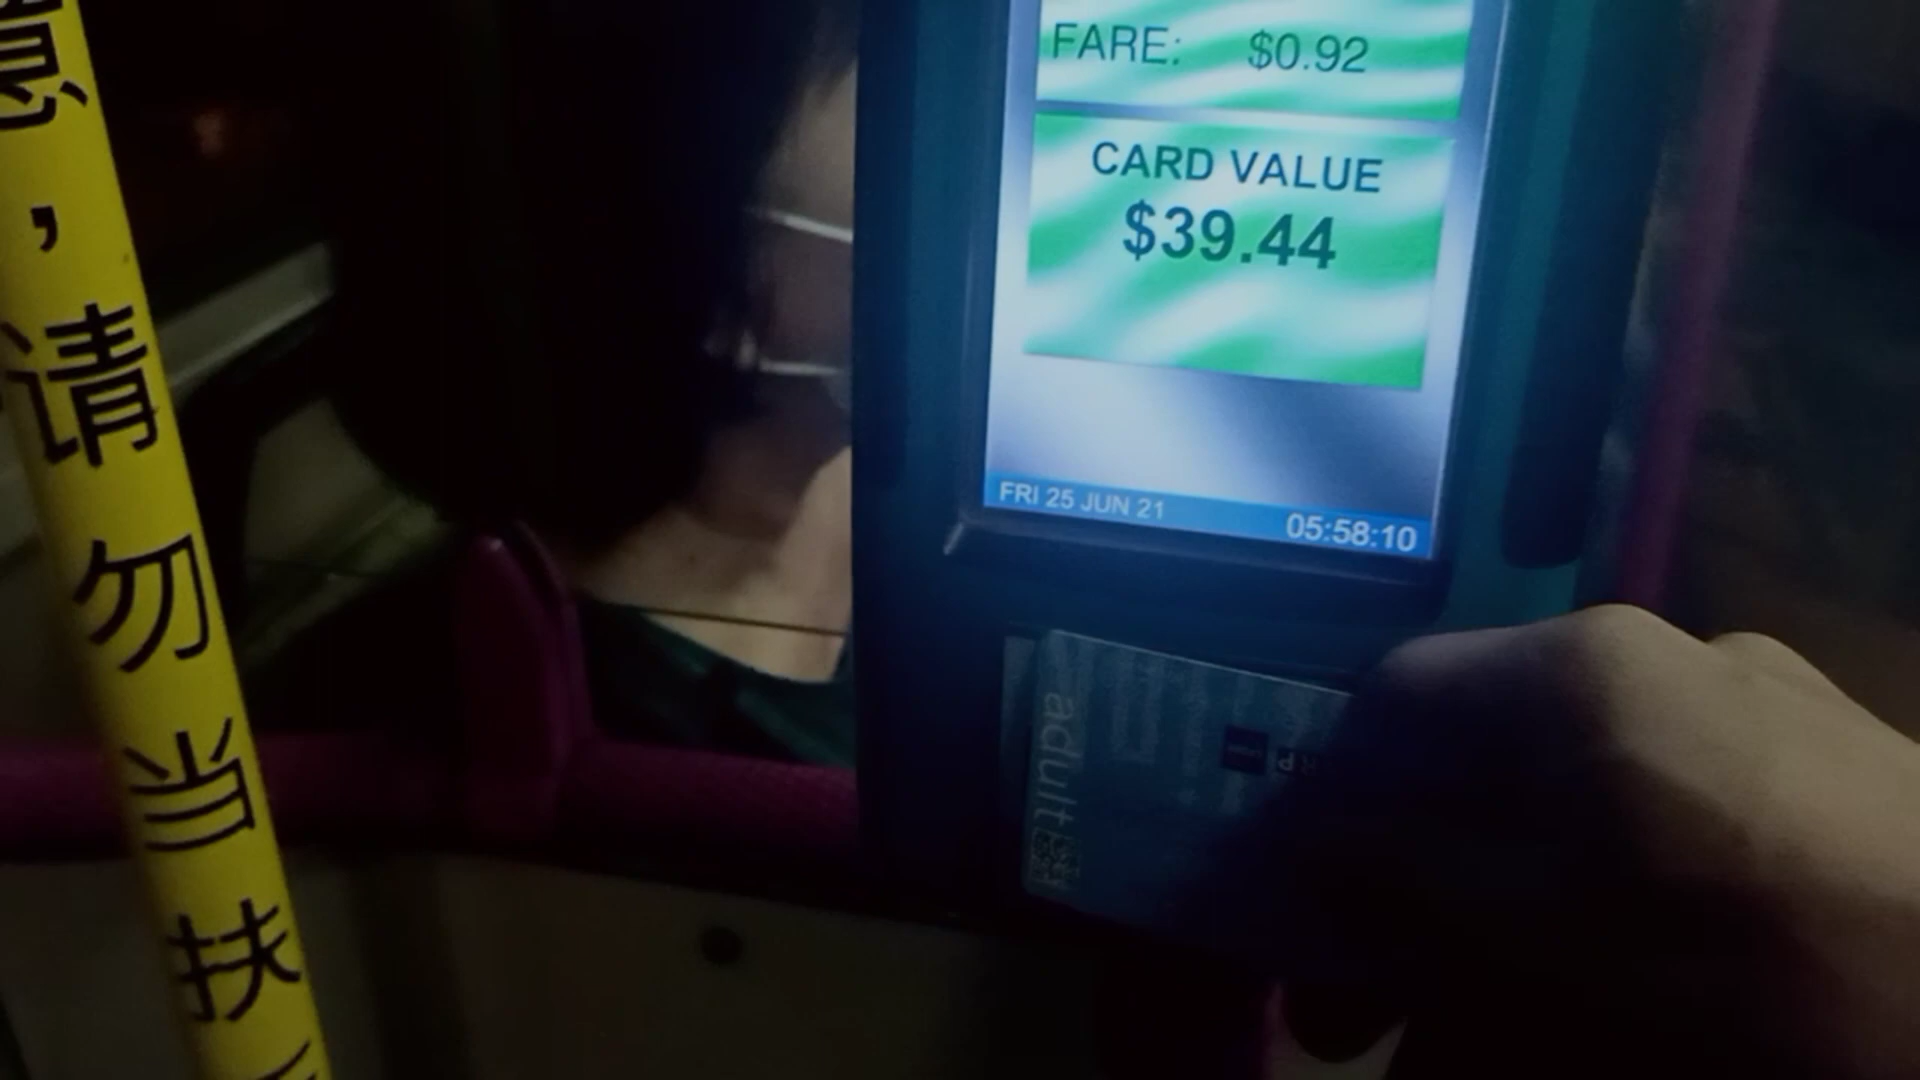 意,请勿当扶
FARE: $0.92
CARD VALUE
$39.44
FRI 25 JUN 21 05:58:10
adult